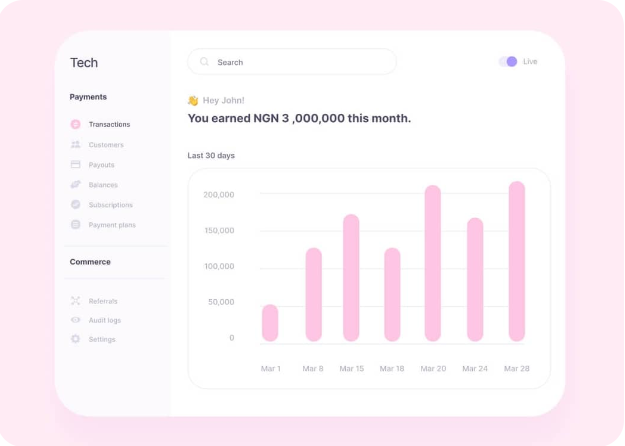 Tech
Search
Live
Payments
Transactions
Customers
Payouts
Balances
Subscriptions
Payment plans
Commerce
Referrals
Audit logs
Settings
Hey John!
You earned NGN 3 ,000,000 this month.
Last 30 days
200,000
150,000
100,000
50,000
0
Mar 1 Mar 8 Mar 15 Mar 18 Mar 20 Mar 24 Mar 28